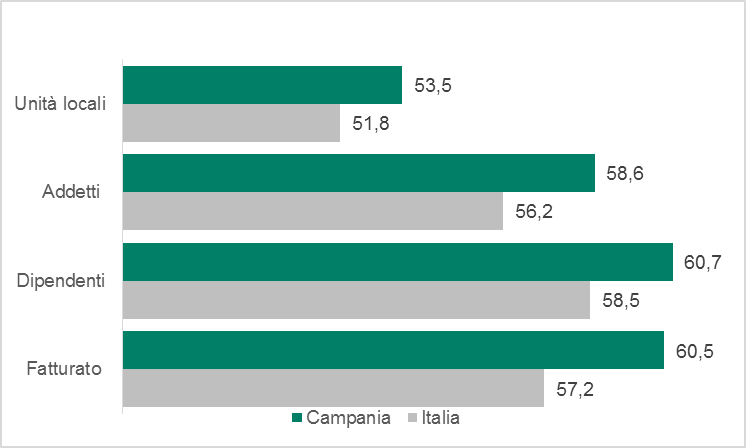 Unità locali
53,5
51,8
Addetti
58,6
56,2
Dipendenti
60,7
58,5
Fatturato
60,5
57,2
Campania Italia